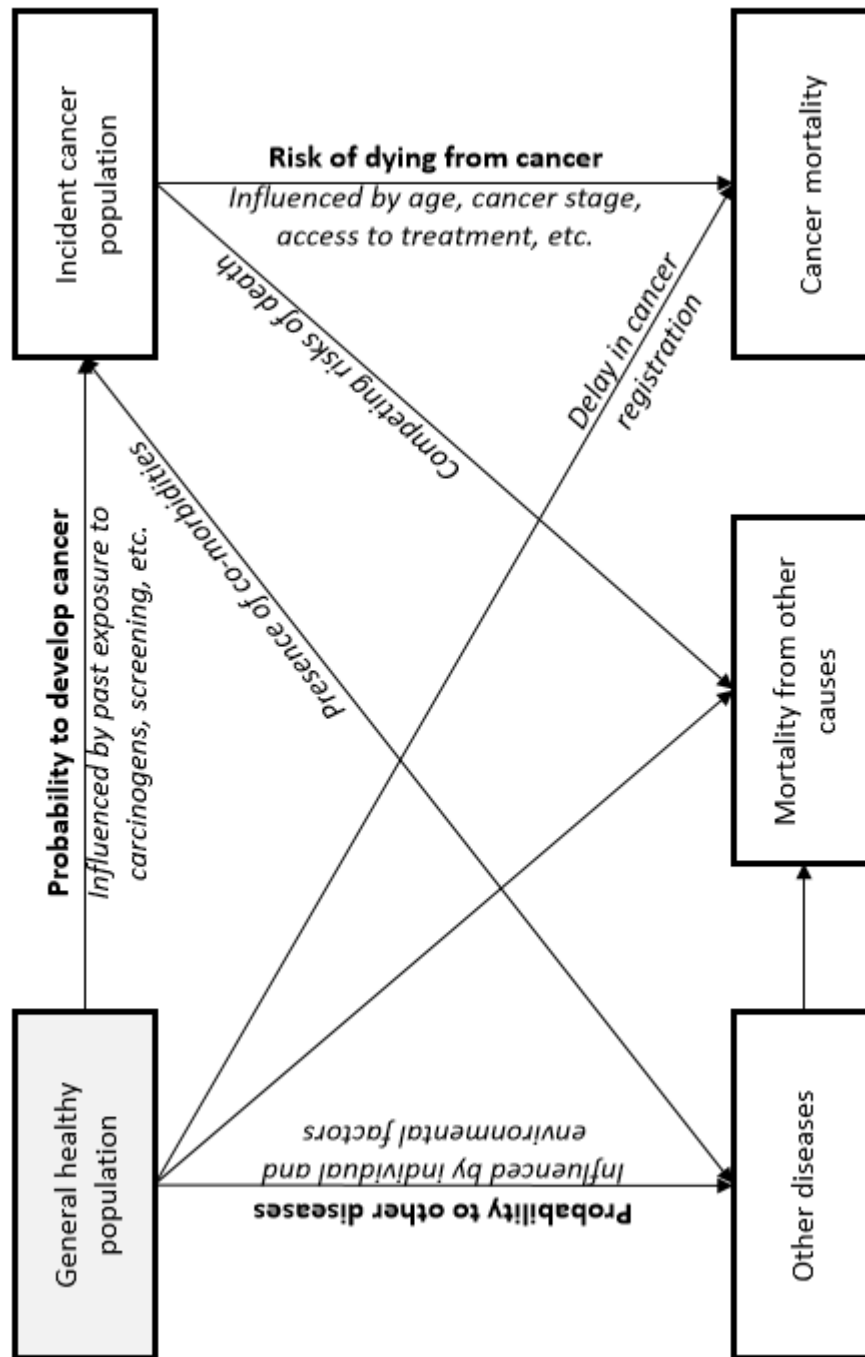 General healthy
population
Probability to develop cancer
Influenced by past exposure to
carcinogens, screening, etc.
Incident cancer
population
Probability to other diseases
Influenced by individual and
environmental factors
Presence of co-morbidities
Competing risks of death
Risk of dying from cancer
Influenced by age, cancer stage,
access to treatment, etc.
Delay in cancer
registration
Other diseases
Mortality from other
causes
Cancer mortality